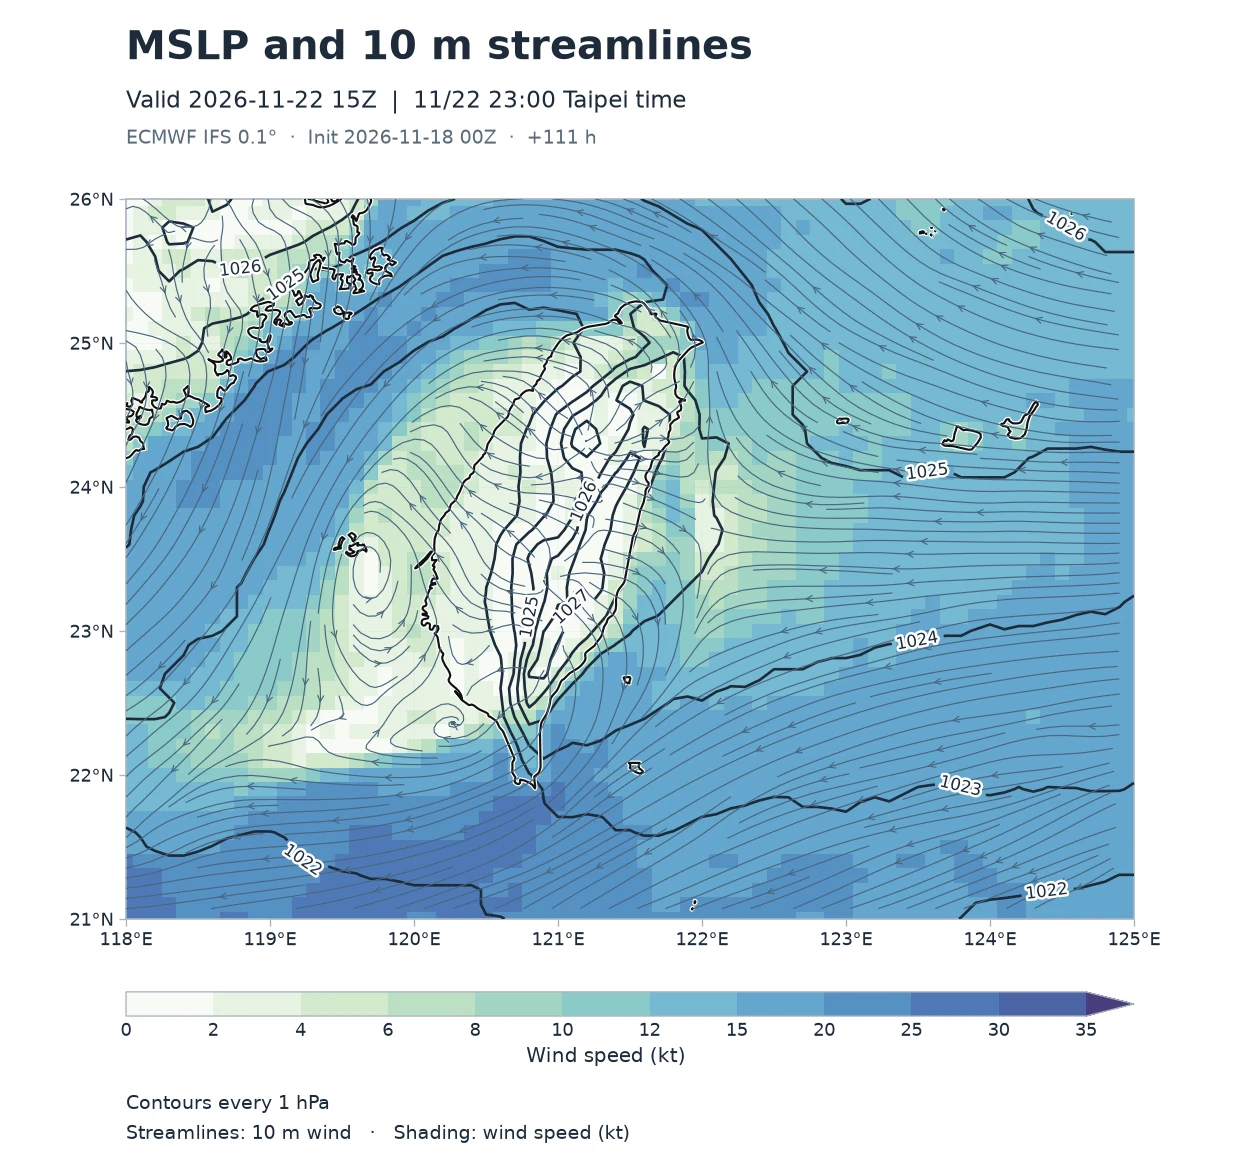 MSLP and 10 m streamlines
Valid 2026-11-22 15Z | 11/22 23:00 Taipei time
ECMWF IFS 0.1° · Init 2026-11-18 00Z · +111 h
26°N
25°N
24°N
23°N
22°N
21°N
1026
1025
1026
1025
1026
1025
1027
1024
1023
1022
1022
118°E 119°E 120°E 121°E 122°E 123°E 124°E 125°E
0 2 4 6 8 10 12 15 20 25 30 35
Wind speed (kt)
Contours every 1 hPa
Streamlines: 10 m wind · Shading: wind speed (kt)